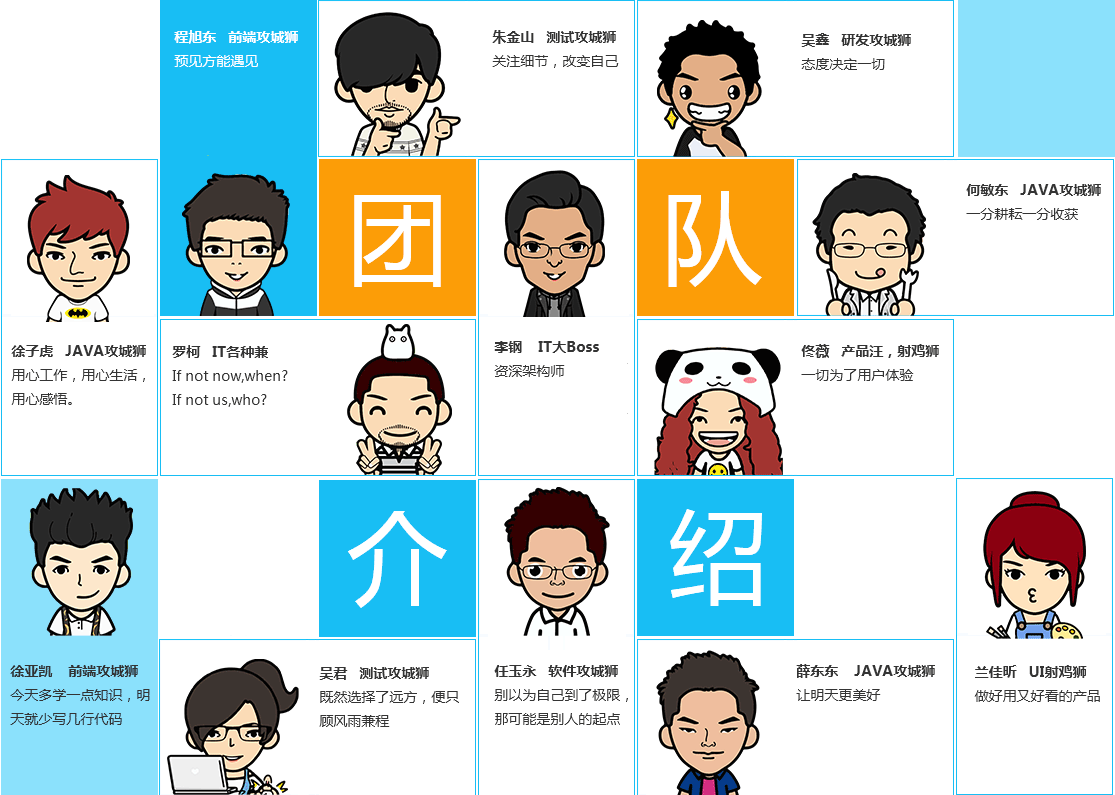 程旭东 前端攻城狮
预见方能遇见
朱金山 测试攻城狮
关注细节，改变自己
吴鑫 研发攻城狮
态度决定一切
团
队
何敏东 JAVA攻城狮
一分耕耘一分收获
徐子虎 JAVA攻城狮
用心工作，用心生活，
用心感悟。
罗柯 IT各种兼
If not now,when?
If not us,who?
李钢 IT大Boss
资深架构师
佟薇 产品汪，射鸡狮
一切为了用户体验
介
绍
徐亚凯 前端攻城狮
今天多学一点知识，明
天就少写几行代码
吴君 测试攻城狮
既然选择了远方，便只
顾风雨兼程
任玉永 软件攻城狮
别以为自己到了极限，
那可能是别人的起点
薛东东 JAVA攻城狮
让明天更美好
兰佳昕 UI射鸡狮
做好用又好看的产品